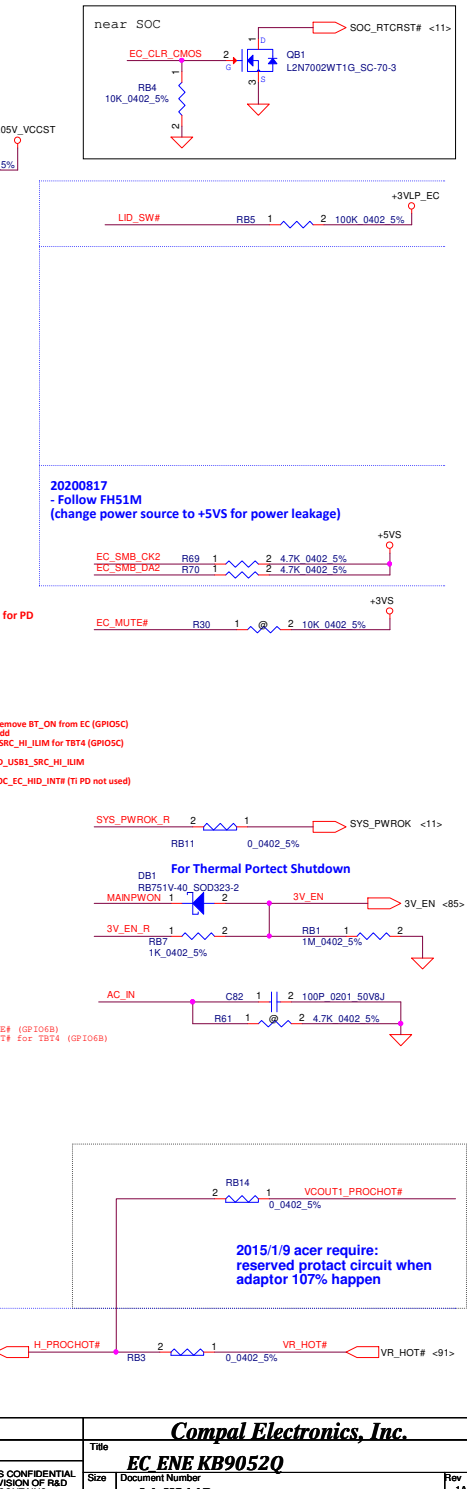 near SOC
SOC_RTCRST# <11>
EC_CLR_CMOS
2
G
1
D
3
S
QB1
L2N7002WT1G_SC-70-3
1
RB4
10K_0402_5%
2
05V_VCCST
5%
+3VLP_EC
LID_SW#
RB5 1 2 100K_0402_5%
20200817
- Follow FH51M
(change power source to +5VS for power leakage)
+5VS
EC_SMB_CK2 R69 1 2 4.7K_0402_5%
EC_SMB_DA2 R70 1 2 4.7K_0402_5%
+3VS
for PD
EC_MUTE# R30 1 @ 2 10K_0402_5%
emove BT_ON from EC (GPIO5C)
dd
SRC_HI_ILIM for TBT4 (GPIO5C)
D_USB1_SRC_HI_ILIM
OC_EC_HID_INT# (Ti PD not used)
SYS_PWROK_R 2 1 SYS_PWROK <11>
RB11 0_0402_5%
For Thermal Portect Shutdown
DB1
RB751V-40_SOD323-2
MAINPWON 1 2 3V_EN 3V_EN <85>
3V_EN_R 1 2 RB1 1 2
RB7 1M_0402_5%
1K_0402_5%
AC_IN C82 1 2 100P_0201_50V8J
R61 1 @ 2 4.7K_0402_5%
E# (GPIO6B)
T# for TBT4 (GPIO6B)
RB14
2 1 VCOUT1_PROCHOT#
0_0402_5%
2015/1/9 acer require:
reserved protact circuit when
adaptor 107% happen
H_PROCHOT# 2 1 VR_HOT# VR_HOT# <91>
RB3 0_0402_5%
Compal Electronics, Inc.
Title
EC_ENE KB9052Q
S CONFIDENTIAL
VISION OF R&D
Size Document Number Rev